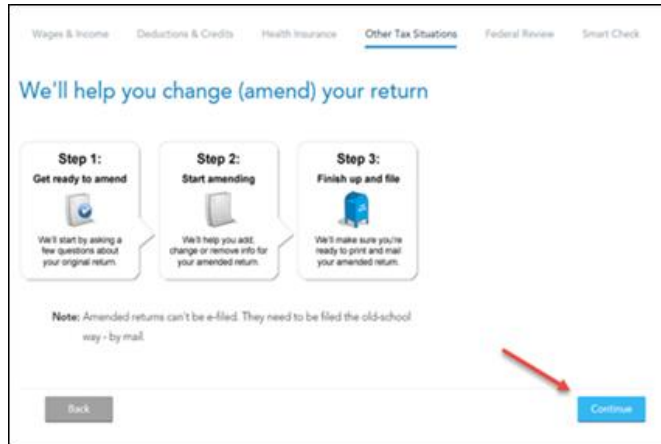 Wages & Income Deductions & Credits Health Insurance Other Tax Situations Federal Review Smart Check
We'll help you change (amend) your return
Step 1:
Get ready to amend
We'll start by asking a
few questions about
your original return.
Step 2:
Start amending
We'll help you add,
change or remove info for
your amended return.
Step 3:
Finish up and file
We'll make sure you're
ready to print and mail
your amended return.
Note: Amended returns can't be e-filed. They need to be filed the old-school
way - by mail.
Back Continue